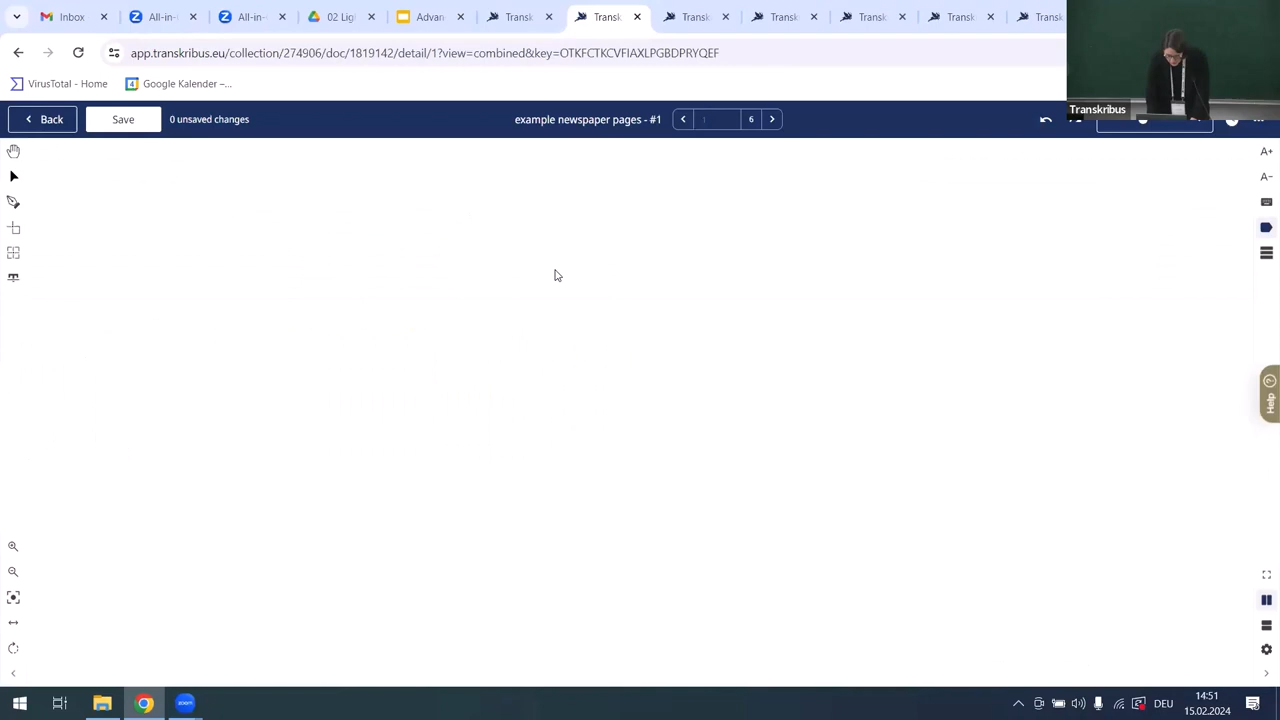 Inbox
All-in-
All-in-
02 Ligh
Advan
Transk
Transk
Transk
Transk
Transk
Transk
Transk
app.transkribus.eu/collection/274906/doc/1819142/detail/1?view=combined&key=OTKFCTKCVFIAXLPGBDPRYQEF
VirusTotal - Home
Google Kalender –...
Transkribus
Back
Save
0 unsaved changes
example newspaper pages - #1
1
6
A+
A-
Help
DEU
14:51
15.02.2024